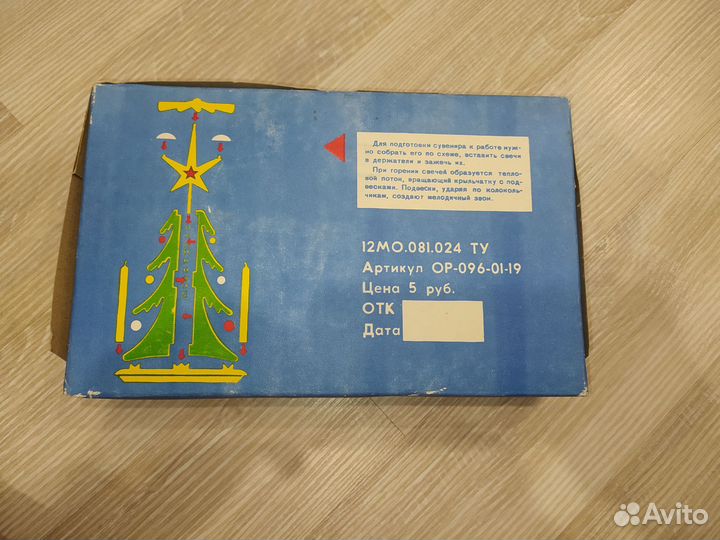 Для подготовки сувенира к работе нуж-
но собрать его по схеме, вставить свечи
в держатели и зажечь их.
При горении свечей образуется тепло-
вой поток, вращающий крыльчатку с под-
весками. Подвески, ударяя по колоколь-
чикам, создают мелодичный звон.
12МО.081.024 ТУ
Артикул ОР-096-01-19
Цена 5 руб.
ОТК
Дата
Avito